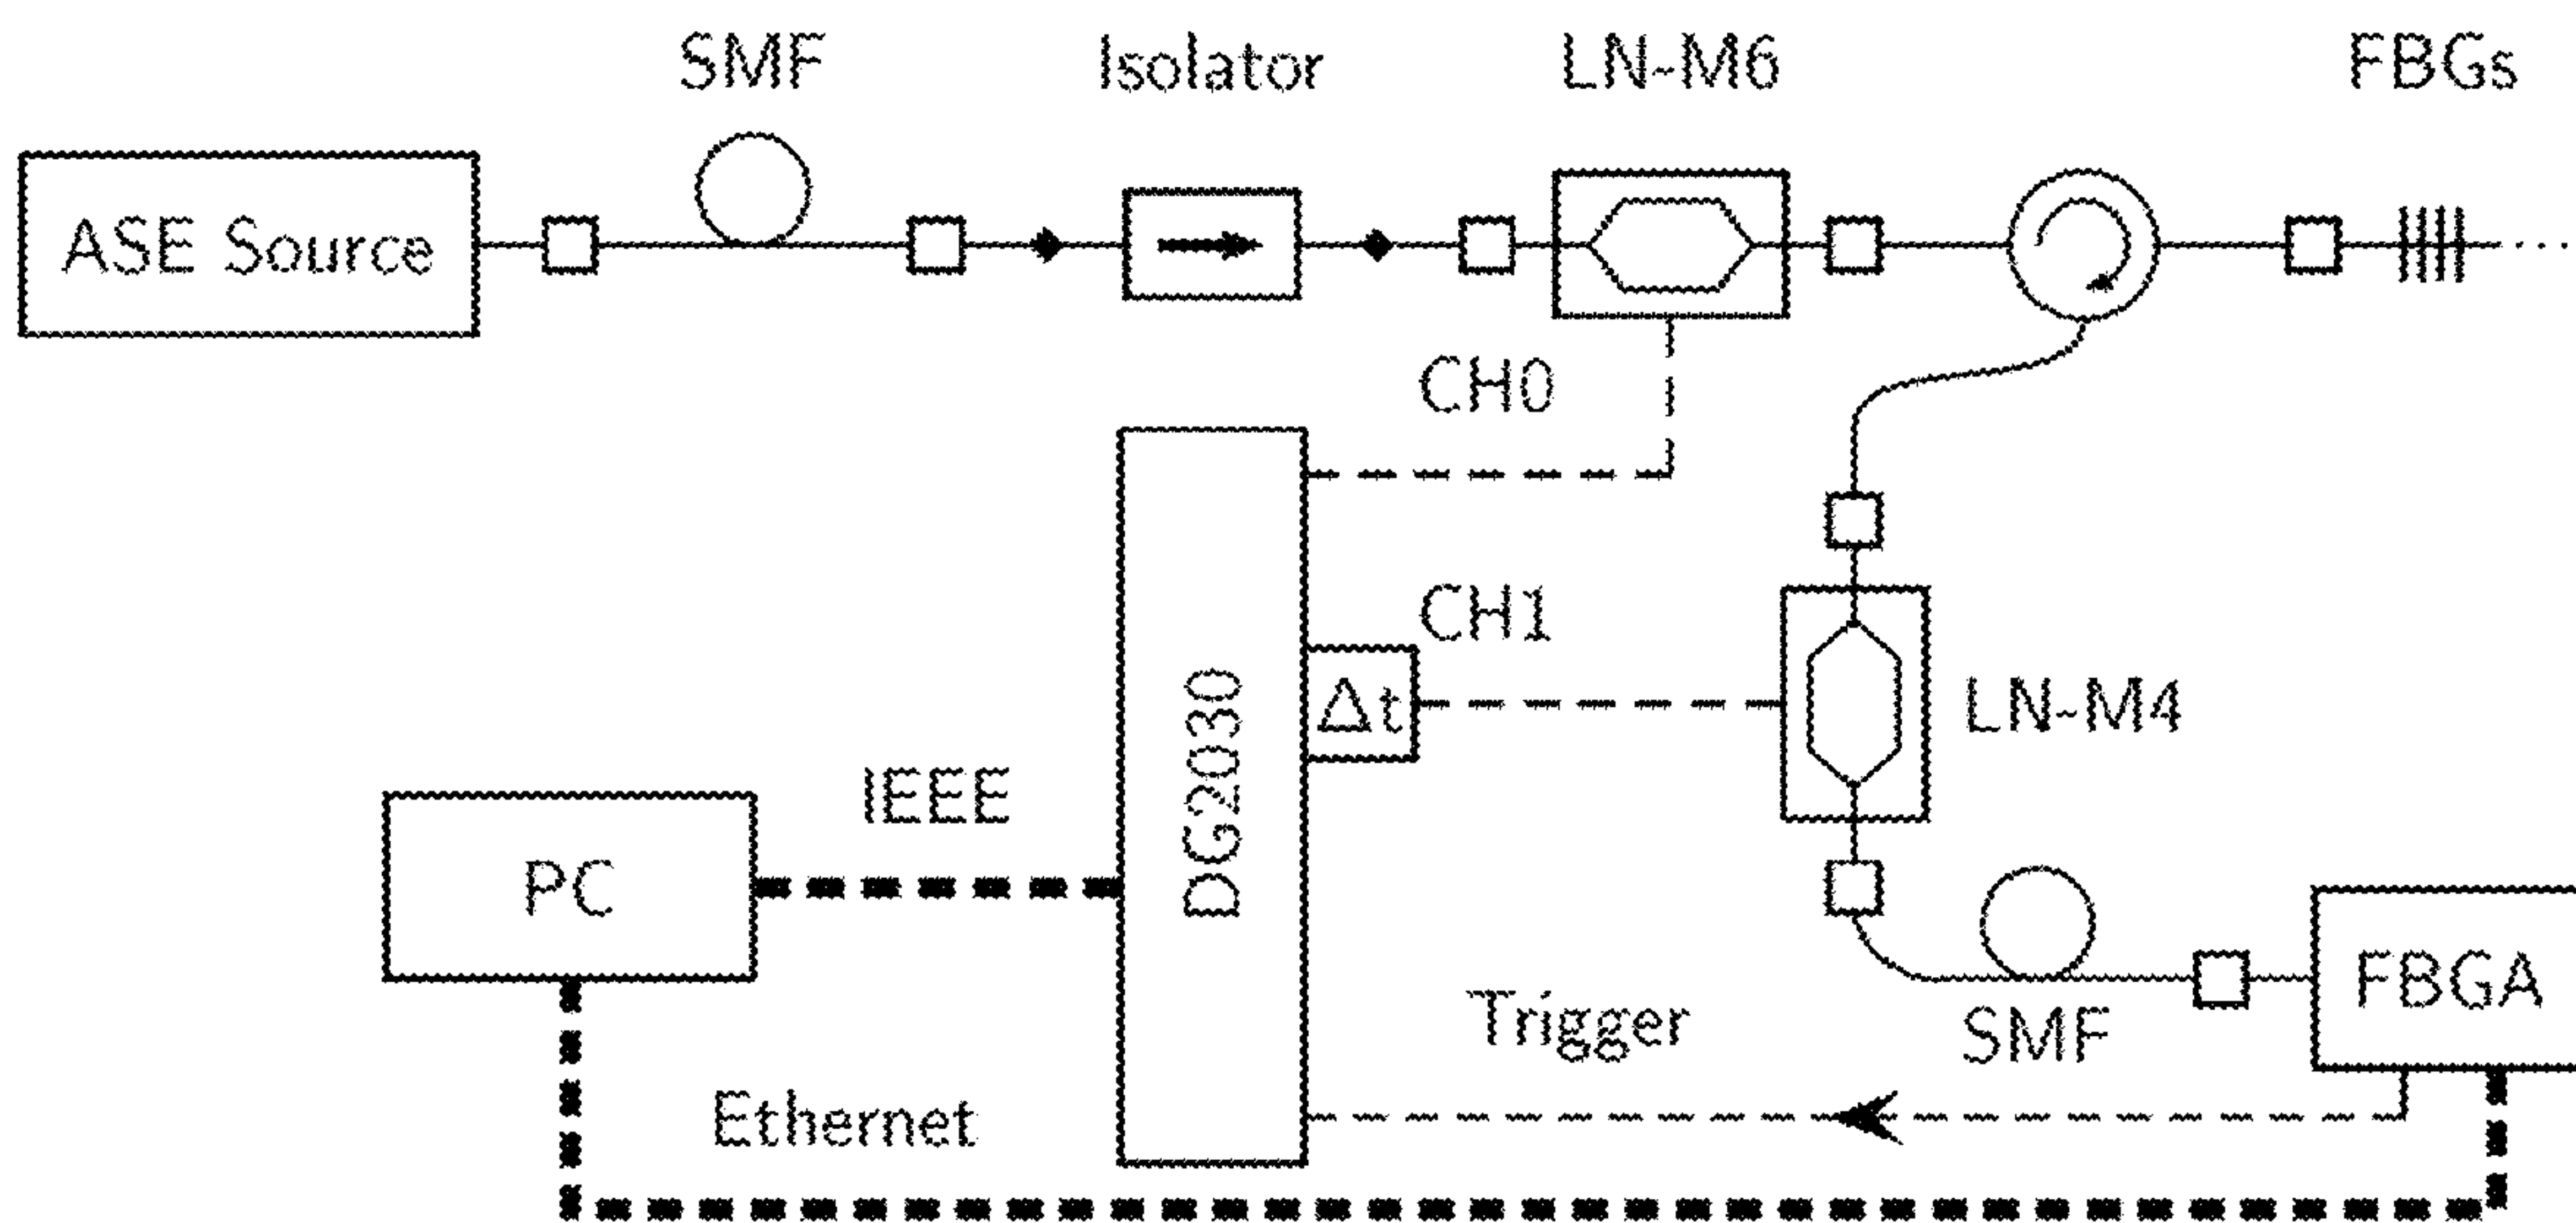 SMF
Isolator
LN-M6
FBGs
ASE Source
CH0
CH1
Δt
DG2030
LN-M4
IEEE
PC
FBGA
SMF
Trigger
Ethernet